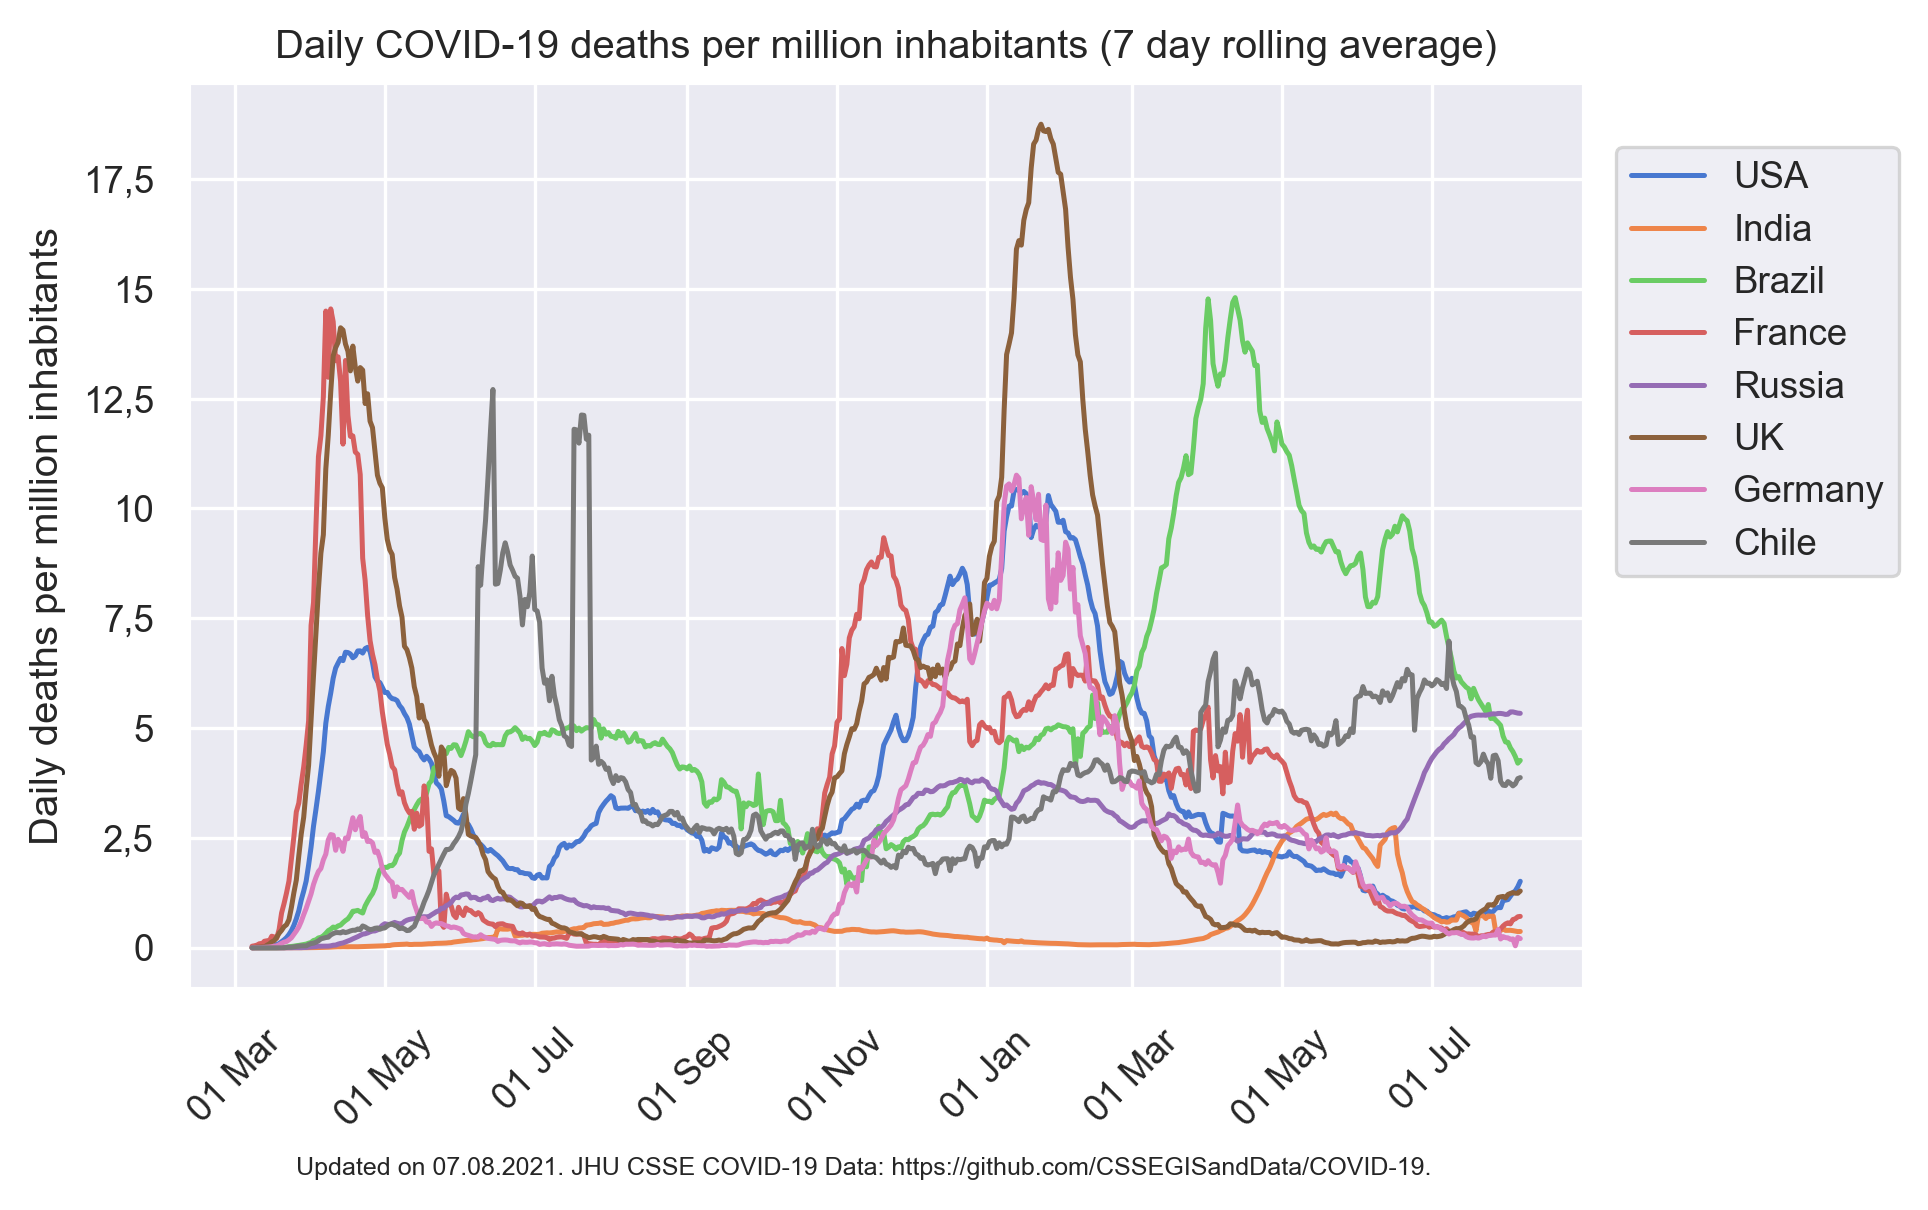 Daily COVID-19 deaths per million inhabitants (7 day rolling average)
Daily deaths per million inhabitants
17,5
15
12,5
10
7,5
5
2,5
0
01 Mar
01 May
01 Jul
01 Sep
01 Nov
01 Jan
01 Mar
01 May
01 Jul
USA
India
Brazil
France
Russia
UK
Germany
Chile
Updated on 07.08.2021. JHU CSSE COVID-19 Data: https://github.com/CSSEGISandData/COVID-19.